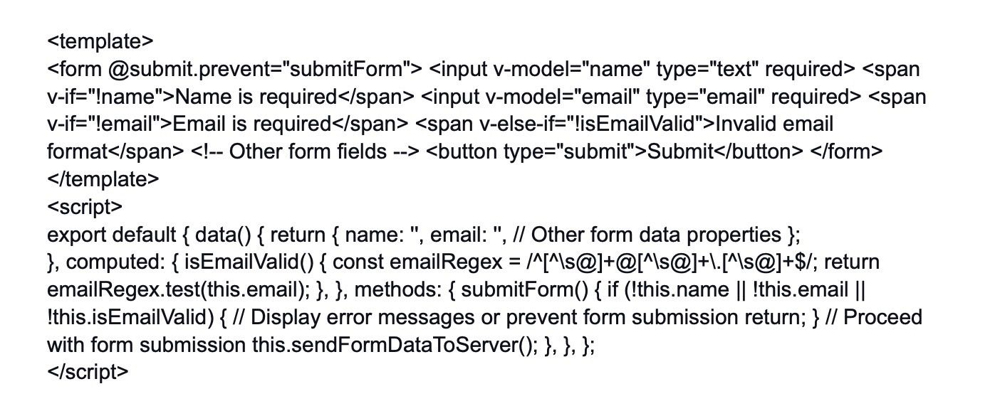 <template>
<form @submit.prevent="submitForm"> <input v-model="name" type="text" required> <span
v-if="!name">Name is required</span> <input v-model="email" type="email" required> <span
v-if="!email">Email is required</span> <span v-else-if="!isEmailValid">Invalid email
format</span> <!-- Other form fields --> <button type="submit">Submit</button> </form>
</template>
<script>
export default { data() { return { name: '', email: '', // Other form data properties };
}, computed: { isEmailValid() { const emailRegex = /^[^\s@]+@[^\s@]+\.[^\s@]+$/; return
emailRegex.test(this.email); }, }, methods: { submitForm() { if (!this.name || !this.email ||
!this.isEmailValid) { // Display error messages or prevent form submission return; } // Proceed
with form submission this.sendFormDataToServer(); }, }, };
</script>